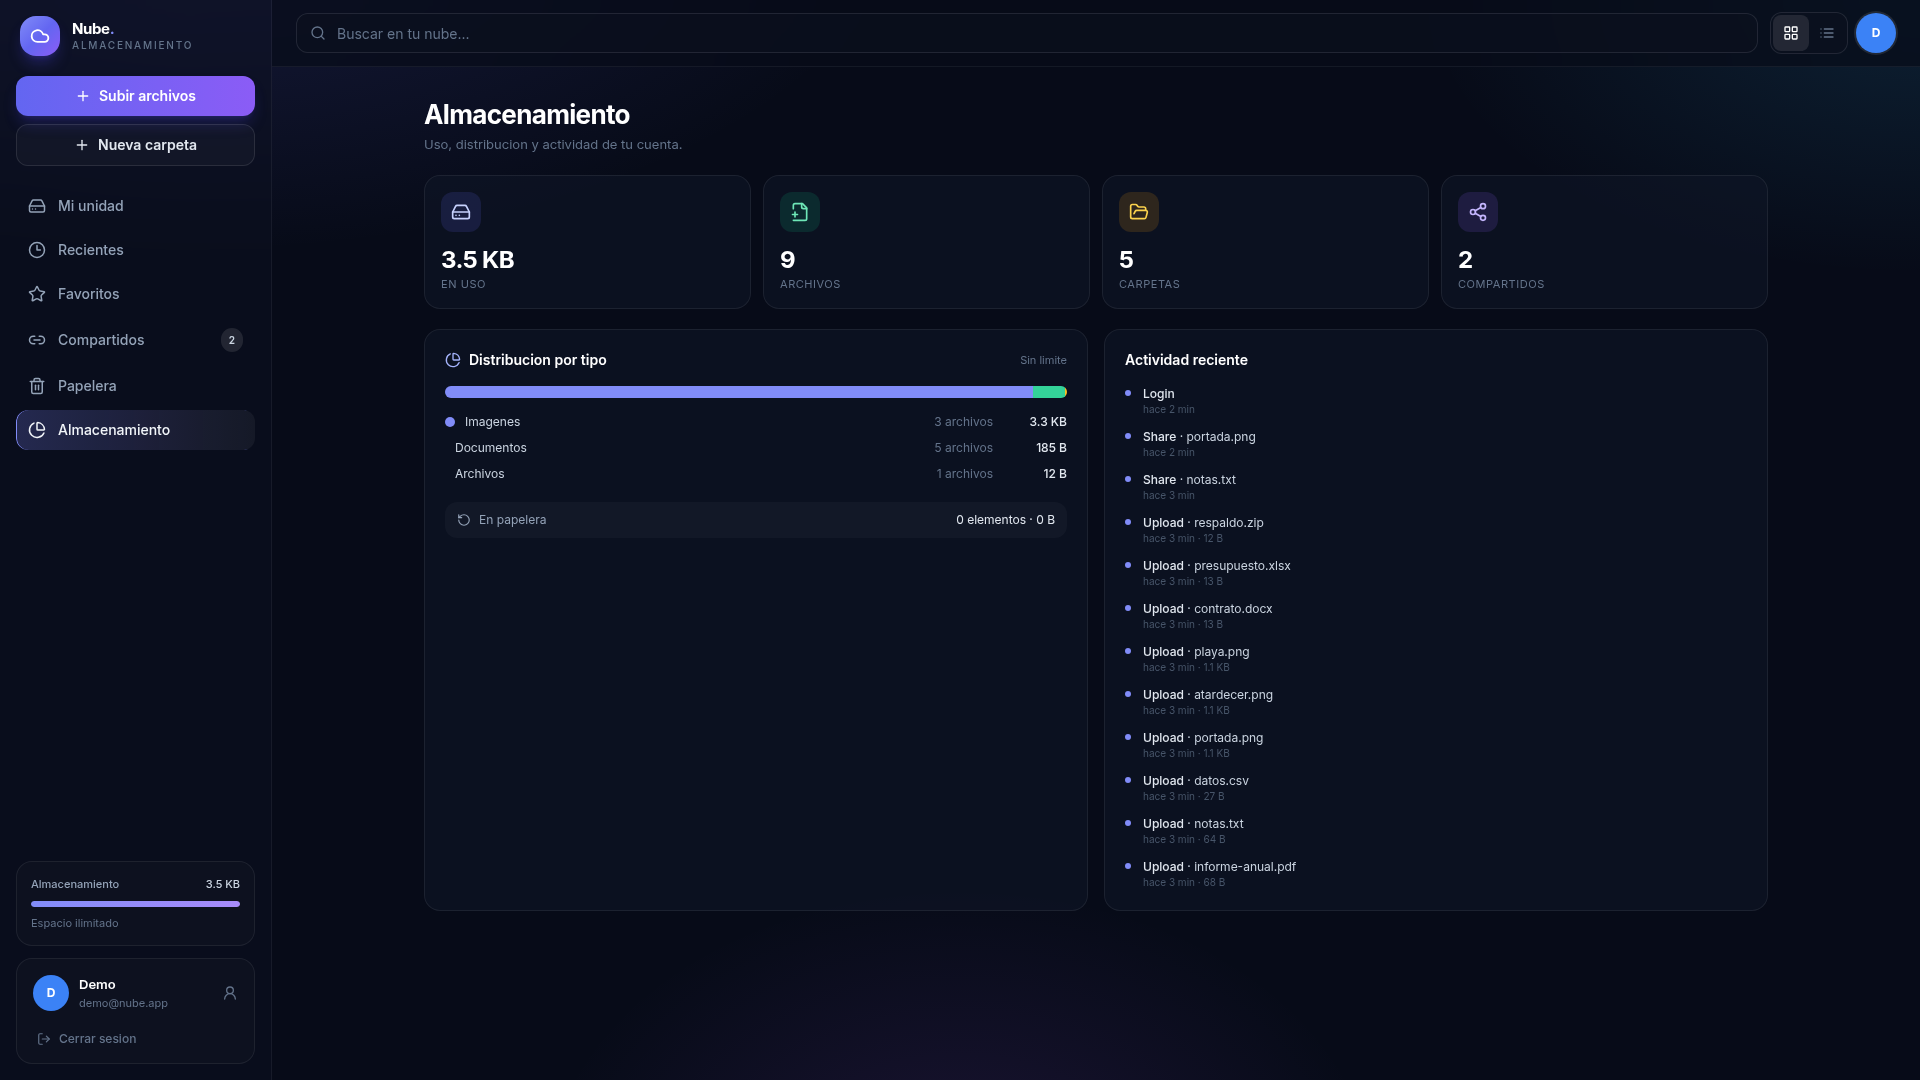 Nube.
ALMACENAMIENTO
Subir archivos
Nueva carpeta
Mi unidad
Recientes
Favoritos
Compartidos 2
Papelera
Almacenamiento
Almacenamiento 3.5 KB
Espacio ilimitado
D
Demo
demo@nube.app
Cerrar sesion
Buscar en tu nube...
D
Almacenamiento
Uso, distribucion y actividad de tu cuenta.
3.5 KB
EN USO
9
ARCHIVOS
5
CARPETAS
2
COMPARTIDOS
Distribucion por tipo Sin limite
Imagenes 3 archivos 3.3 KB
Documentos 5 archivos 185 B
Archivos 1 archivos 12 B
En papelera 0 elementos · 0 B
Actividad reciente
Login
hace 2 min
Share · portada.png
hace 2 min
Share · notas.txt
hace 3 min
Upload · respaldo.zip
hace 3 min · 12 B
Upload · presupuesto.xlsx
hace 3 min · 13 B
Upload · contrato.docx
hace 3 min · 13 B
Upload · playa.png
hace 3 min · 1.1 KB
Upload · atardecer.png
hace 3 min · 1.1 KB
Upload · portada.png
hace 3 min · 1.1 KB
Upload · datos.csv
hace 3 min · 27 B
Upload · notas.txt
hace 3 min · 64 B
Upload · informe-anual.pdf
hace 3 min · 68 B